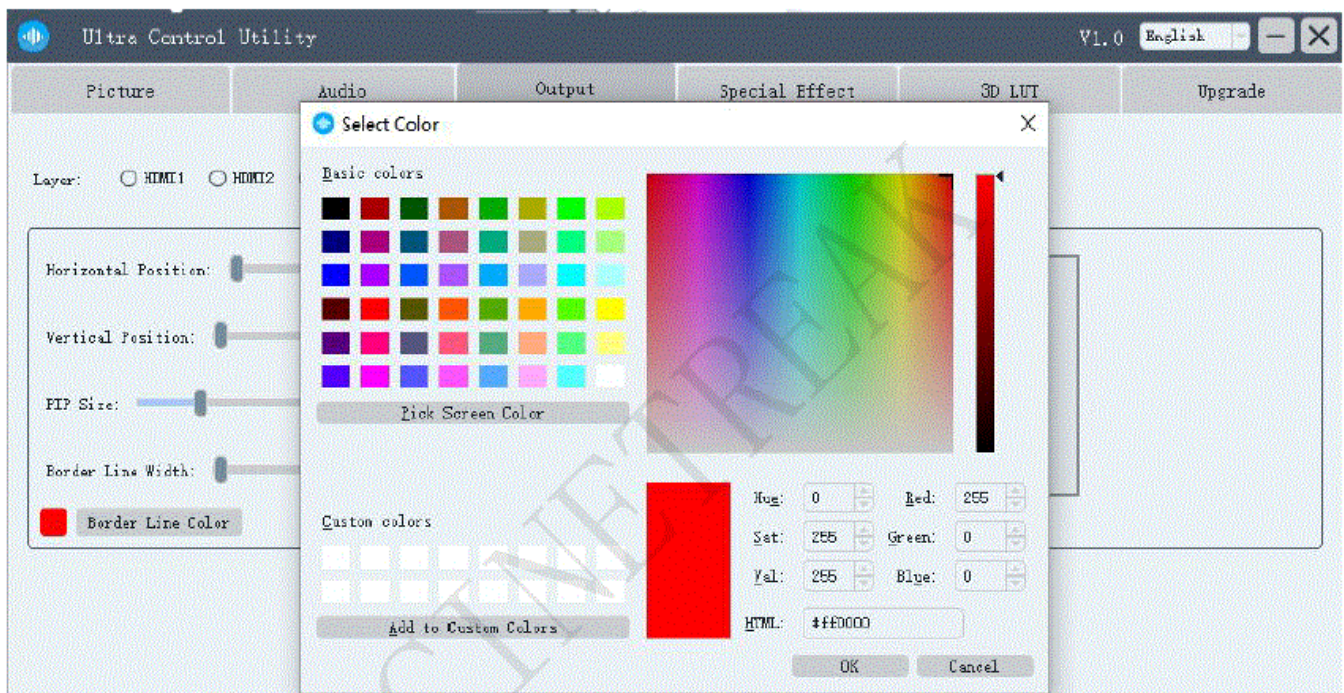 Ultra Control Utility V1.0 English
Picture Audio Output Special Effect 3D LUT Upgrade
Select Color
Layer: HDMI1 HDMI2
Basic colors
Horizontal Position:
Vertical Position:
PIP Size:
Pick Screen Color
Border Line Width:
Border Line Color
Custom colors
Hue: 0 Red: 255
Sat: 255 Green: 0
Val: 255 Blue: 0
HTML: #ff0000
Add to Custom Colors
OK Cancel
CINETREAK